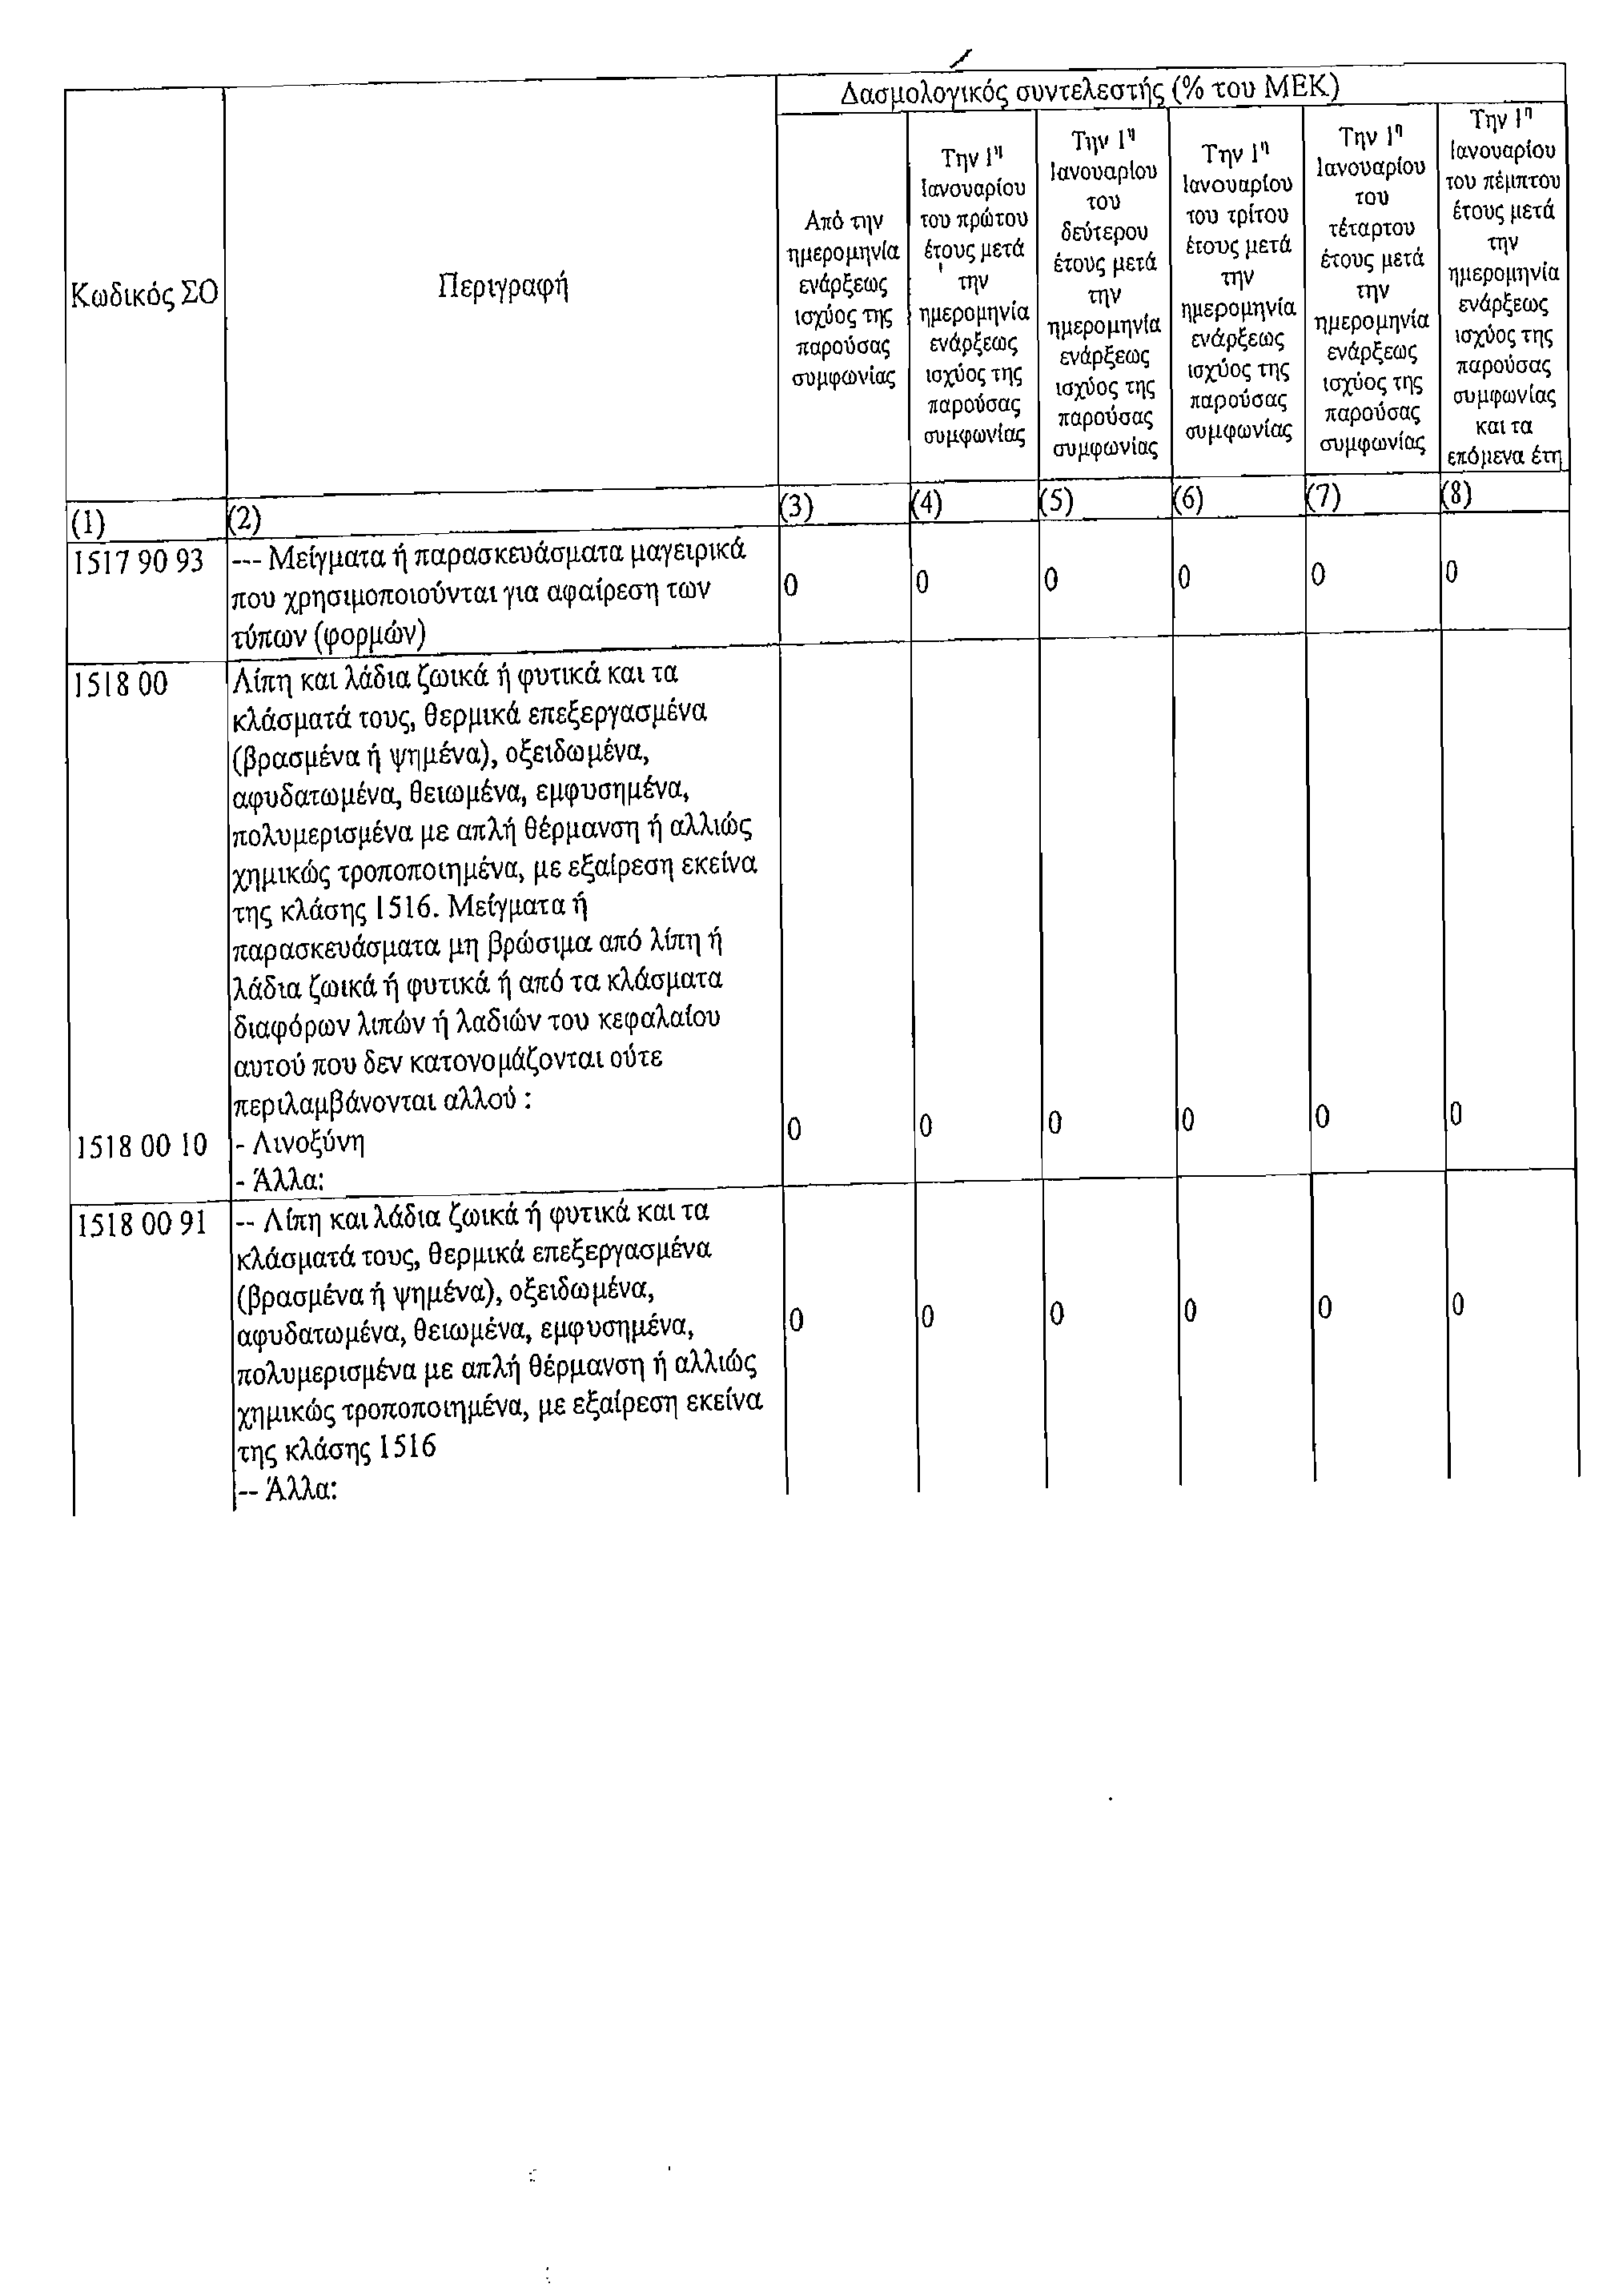 Δασμολογικός συντελεστής (% του ΜΕΚ)
Κωδικός ΣΟ
Περιγραφή
Από την
ημερομηνία
ενάρξεως
ισχύος της
παρούσας
συμφωνίας
Την 1η
Ιανουαρίου
του πρώτου
έτους μετά
την
ημερομηνία
ενάρξεως
ισχύος της
παρούσας
συμφωνίας
Την 1η
Ιανουαρίου
του
δεύτερου
έτους μετά
την
ημερομηνία
ενάρξεως
ισχύος της
παρούσας
συμφωνίας
Την 1η
Ιανουαρίου
του τρίτου
έτους μετά
την
ημερομηνία
ενάρξεως
ισχύος της
παρούσας
συμφωνίας
Την 1η
Ιανουαρίου
του
τέταρτου
έτους μετά
την
ημερομηνία
ενάρξεως
ισχύος της
παρούσας
συμφωνίας
Την 1η
Ιανουαρίου
του πέμπτου
έτους μετά
την
ημερομηνία
ενάρξεως
ισχύος της
παρούσας
συμφωνίας
και τα
επόμενα έτη
(1) (2) (3) (4) (5) (6) (7) (8)
1517 90 93 --- Μείγματα ή παρασκευάσματα μαγειρικά
που χρησιμοποιούνται για αφαίρεση των 0 0 0 0 0 0
τύπων (φορμών)
1518 00 Λίπη και λάδια ζωικά ή φυτικά και τα
κλάσματά τους, θερμικά επεξεργασμένα
(βρασμένα ή ψημένα), οξειδωμένα,
αφυδατωμένα, θειωμένα, εμφυσημένα,
πολυμερισμένα με απλή θέρμανση ή αλλιώς
χημικώς τροποποιημένα, με εξαίρεση εκείνα
της κλάσης 1516. Μείγματα ή
παρασκευάσματα μη βρώσιμα από λίπη ή
λάδια ζωικά ή φυτικά ή από τα κλάσματα
διαφόρων λιπών ή λαδιών του κεφαλαίου
αυτού που δεν κατονομάζονται ούτε
περιλαμβάνονται αλλού :
1518 00 10 - Λινοξύνη 0 0 0 0 0 0
- Άλλα:
1518 00 91 -- Λίπη και λάδια ζωικά ή φυτικά και τα
κλάσματά τους, θερμικά επεξεργασμένα
(βρασμένα ή ψημένα), οξειδωμένα,
αφυδατωμένα, θειωμένα, εμφυσημένα, 0 0 0 0 0 0
πολυμερισμένα με απλή θέρμανση ή αλλιώς
χημικώς τροποποιημένα, με εξαίρεση εκείνα
της κλάσης 1516
-- Άλλα: